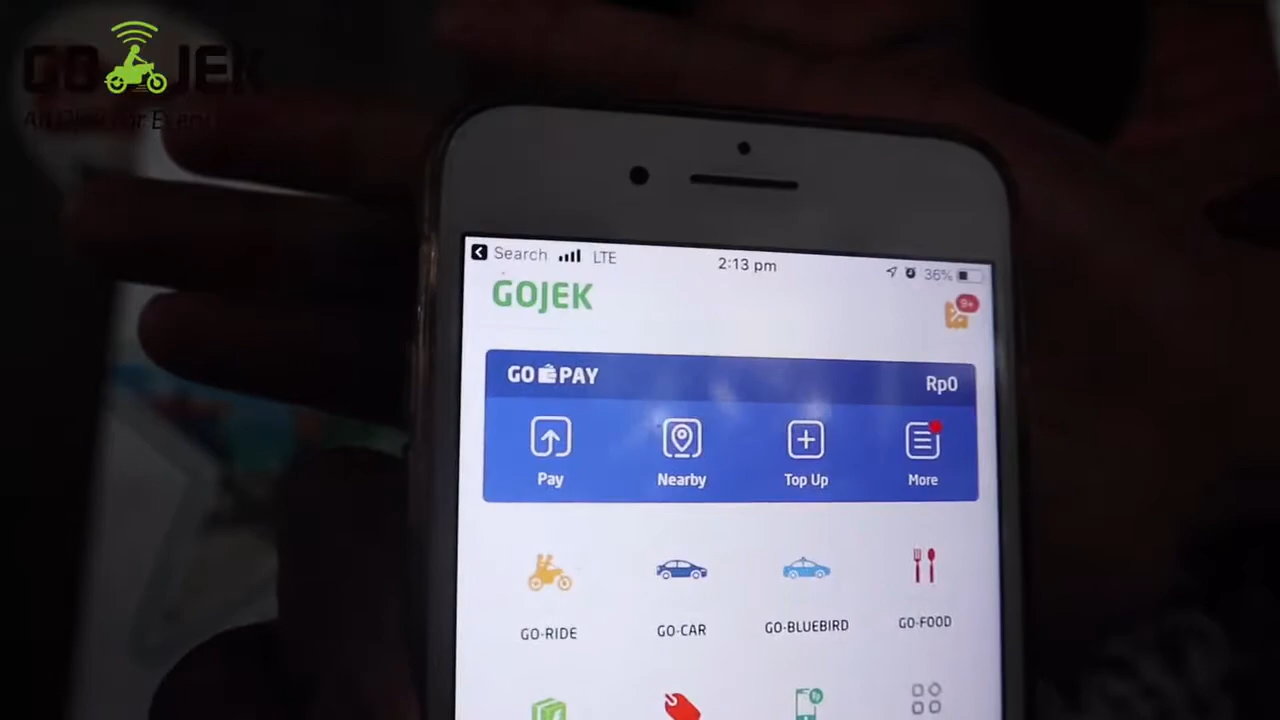 GOJEK
Search LTE
2:13 pm
36%
GOJEK
9+
GO PAY
Rp0
Pay
Nearby
Top Up
More
GO-RIDE
GO-CAR
GO-BLUEBIRD
GO-FOOD